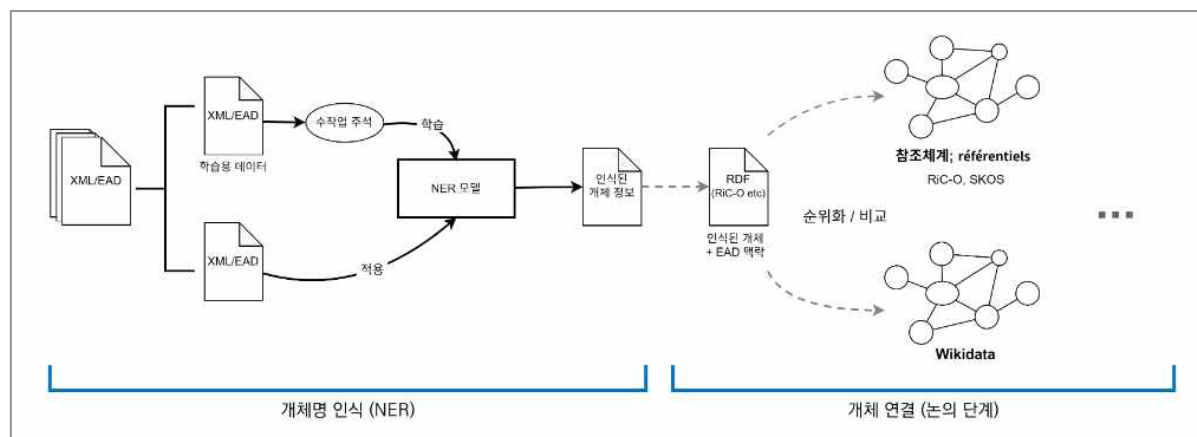 XML/EAD
XML/EAD
학습용 데이터
수작업 주석
학습
XML/EAD
적용
NER 모델
인식된
개체 정보
RDF
(RiC-O etc)
인식된 개체
+ EAD 맥락
참조체계; référentiels
RiC-O, SKOS
순위화 / 비교
Wikidata
개체명 인식 (NER)
개체 연결 (논의 단계)